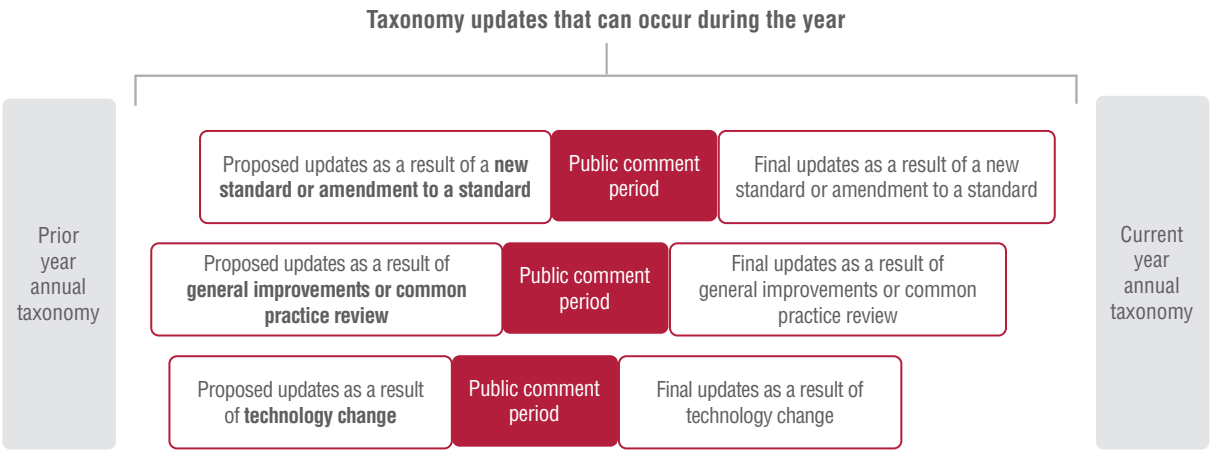 Taxonomy updates that can occur during the year
Prior
year
annual
taxonomy
Proposed updates as a result of a new
standard or amendment to a standard
Public comment
period
Final updates as a result of a new
standard or amendment to a standard
Proposed updates as a result of
general improvements or common
practice review
Public comment
period
Final updates as a result of
general improvements or common
practice review
Proposed updates as a result
of technology change
Public comment
period
Final updates as a result of
technology change
Current
year
annual
taxonomy